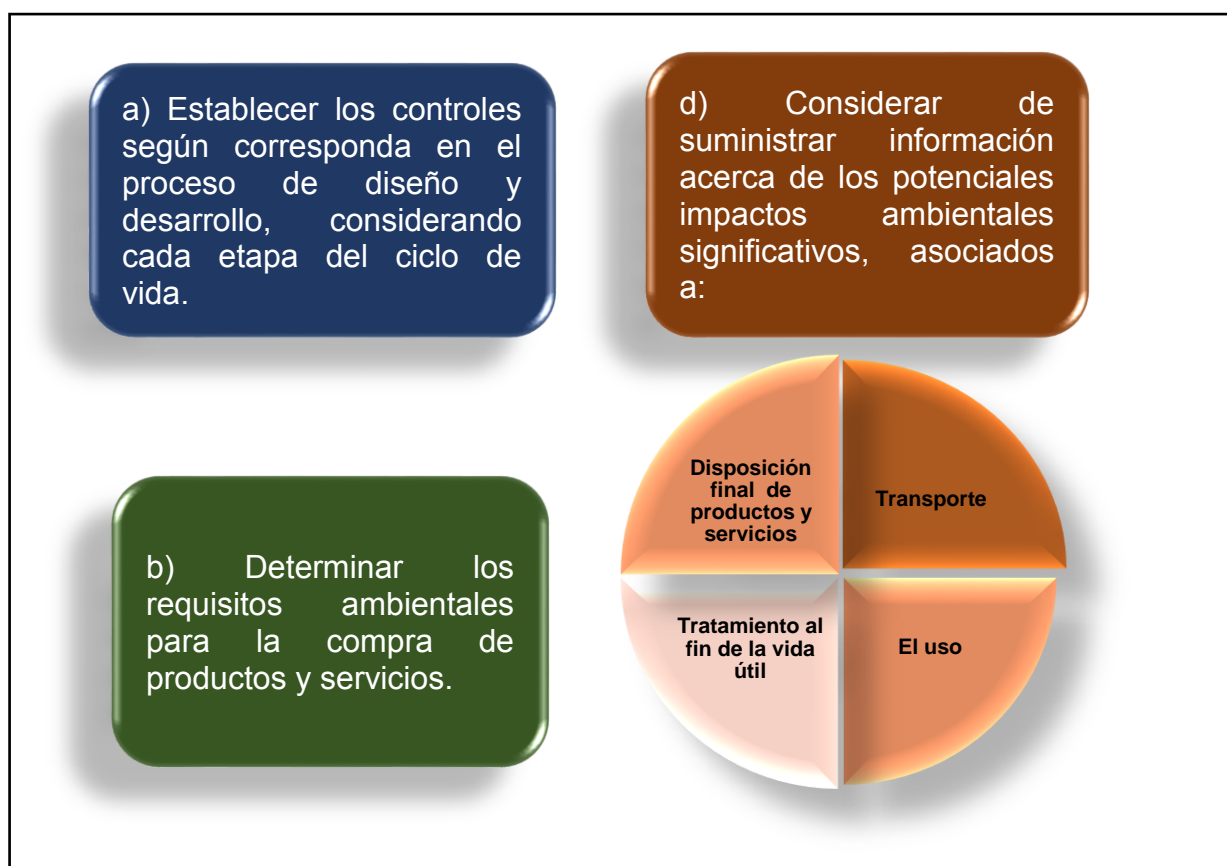 a) Establecer los controles
según corresponda en el
proceso de diseño y
desarrollo, considerando
cada etapa del ciclo de
vida.
b) Determinar los
requisitos ambientales
para la compra de
productos y servicios.
d) Considerar de
suministrar información
acerca de los potenciales
impactos ambientales
significativos, asociados
a:
Disposición
final de
productos y
servicios
Transporte
Tratamiento al
fin de la vida
útil
El uso